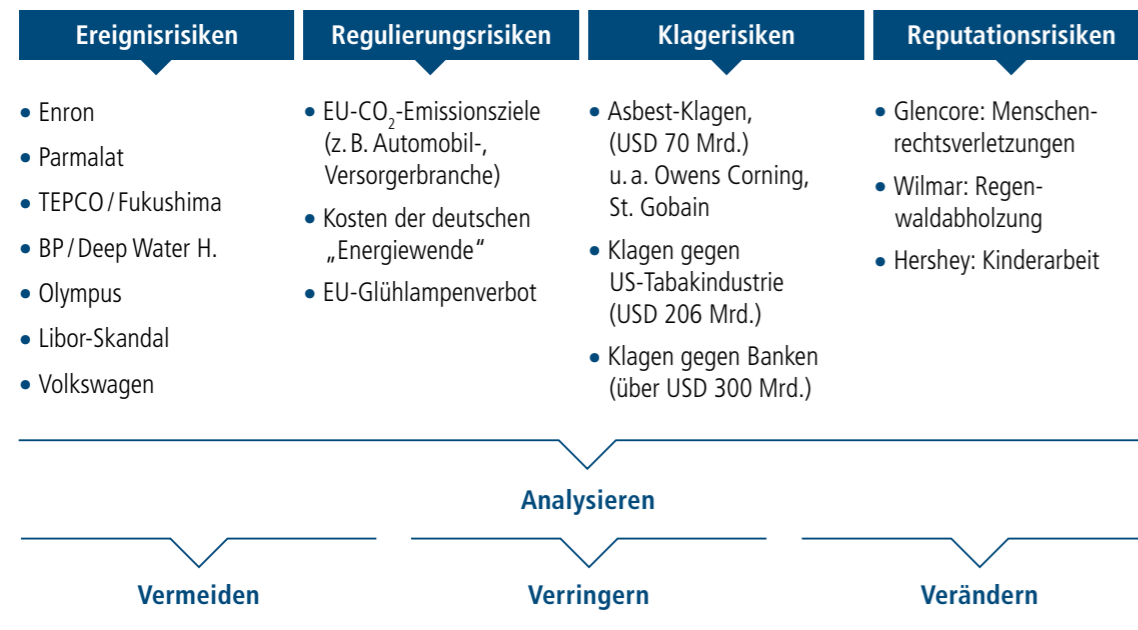 Ereignisrisiken
Enron
Parmalat
TEPCO / Fukushima
BP / Deep Water H.
Olympus
Libor-Skandal
Volkswagen
Regulierungsrisiken
EU-CO₂-Emissionsziele
(z. B. Automobil-,
Versorgerbranche)
Kosten der deutschen
„Energiewende“
EU-Glühlampenverbot
Klagerisiken
Asbest-Klagen,
(USD 70 Mrd.)
u. a. Owens Corning,
St. Gobain
Klagen gegen
US-Tabakindustrie
(USD 206 Mrd.)
Klagen gegen Banken
(über USD 300 Mrd.)
Reputationsrisiken
Glencore: Menschen-
rechtsverletzungen
Wilmar: Regen-
waldabholzung
Hershey: Kinderarbeit
Analysieren
Vermeiden
Verringern
Verändern